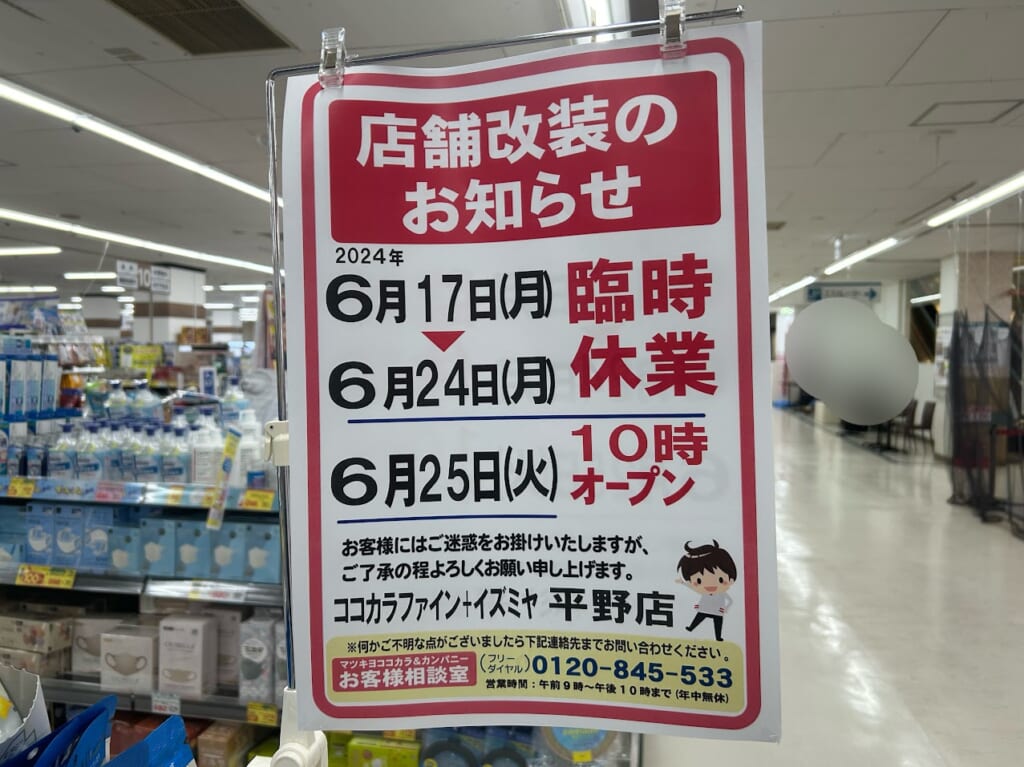 店舗改装の
お知らせ
2024年
6月17日(月)
6月24日(月)
臨時
休業
6月25日(火)
10時
オープン
お客様にはご迷惑をお掛けいたしますが、
ご了承の程よろしくお願い申し上げます。
ココカラファイン+イズミヤ 平野店
※何かご不明な点がございましたら下記連絡先までお問い合わせください。
マツキヨココカラ&カンパニー
お客様相談室
(フリーダイヤル)0120-845-533
営業時間:午前9時~午後10時まで(年中無休)
10